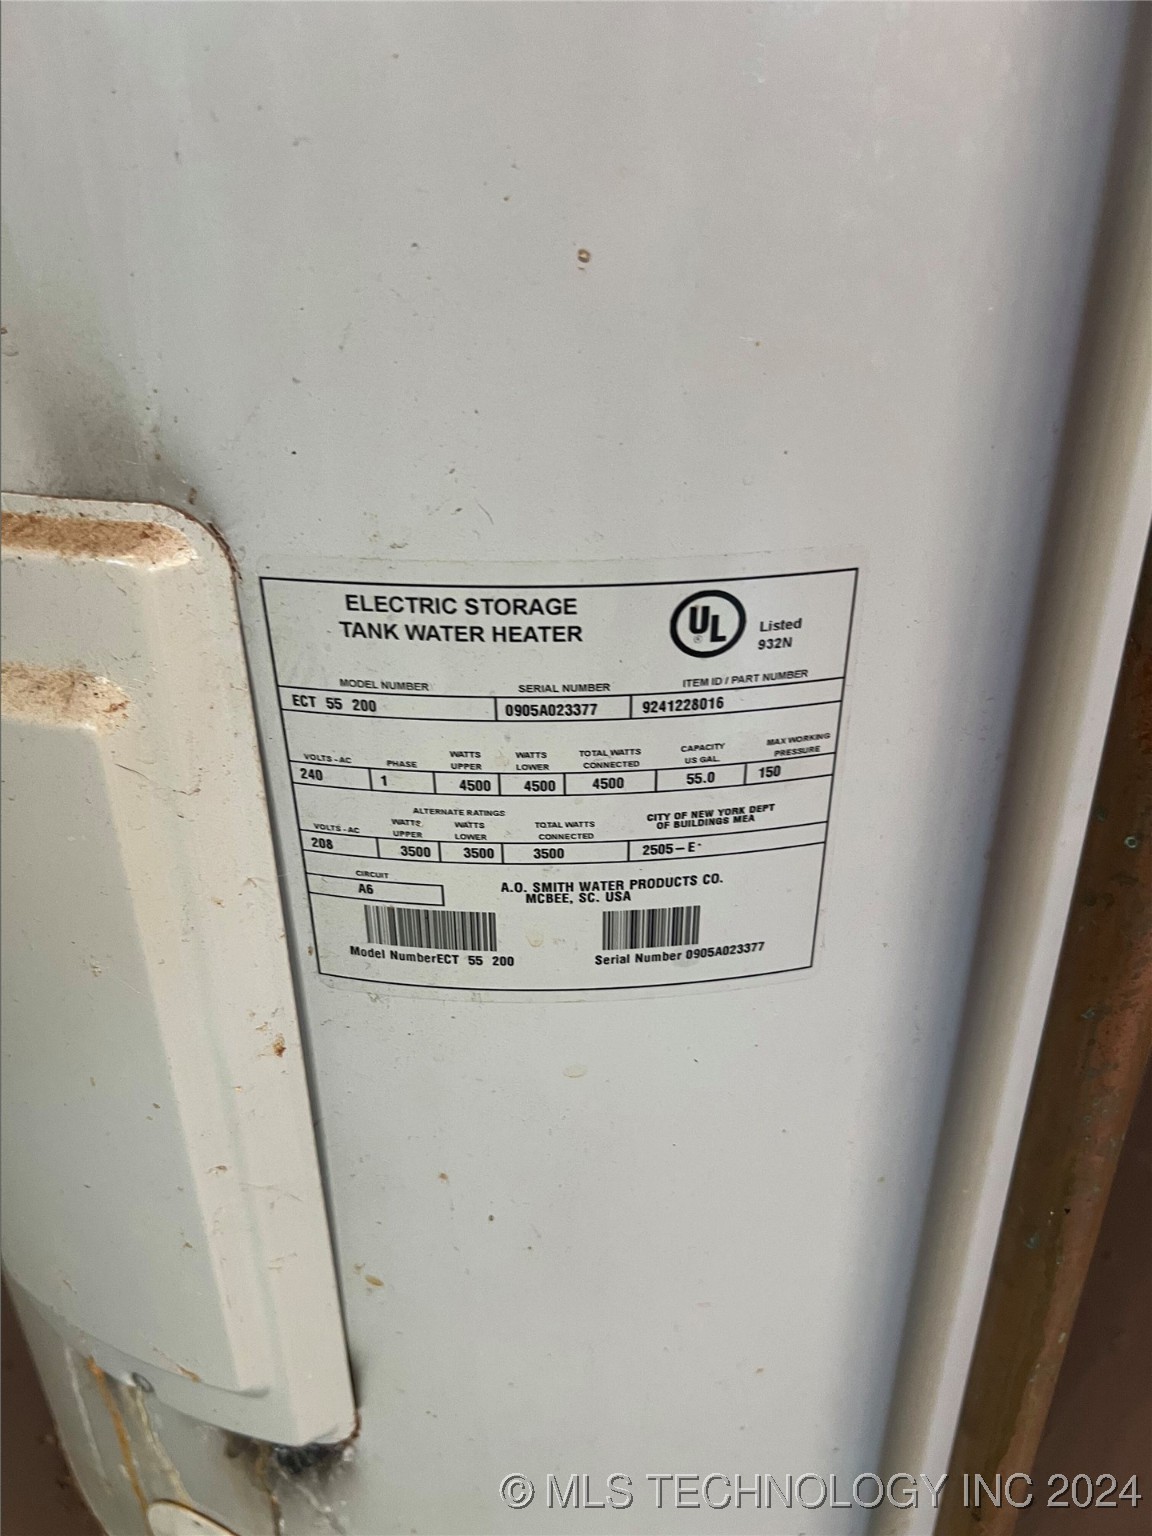 ELECTRIC STORAGE
TANK WATER HEATER
UL
®
Listed
932N
MODEL NUMBER SERIAL NUMBER ITEM ID / PART NUMBER
ECT 55 200 0905A023377 9241228016
VOLTS - AC PHASE WATTS UPPER WATTS LOWER TOTAL WATTS CONNECTED CAPACITY US GAL. MAX WORKING PRESSURE
240 1 4500 4500 4500 55.0 150
ALTERNATE RATINGS
VOLTS - AC WATTS UPPER WATTS LOWER TOTAL WATTS CONNECTED CITY OF NEW YORK DEPT OF BUILDINGS MEA
208 3500 3500 3500 2505-E
CIRCUIT
A6
A.O. SMITH WATER PRODUCTS CO.
MCBEE, SC. USA
Model NumberECT 55 200 Serial Number 0905A023377
© MLS TECHNOLOGY INC 2024